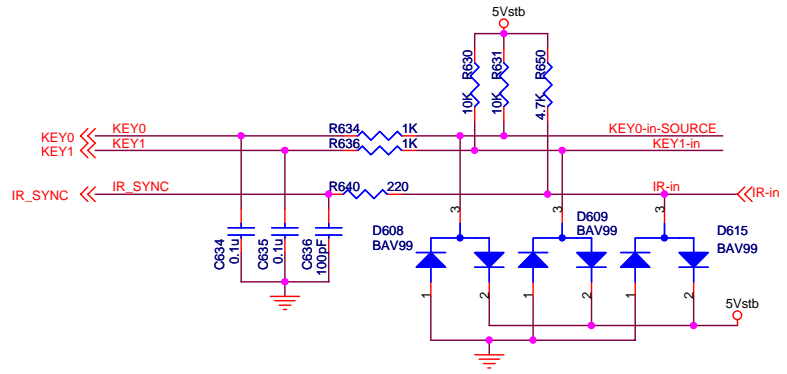 5Vstb
R630
10K
R631
10K
R650
4.7K
KEY0
KEY0
R634
1K
KEY0-in-SOURCE
KEY1
KEY1
R636
1K
KEY1-in
IR_SYNC
IR_SYNC
R640
220
IR-in
IR-in
C634
0.1u
C635
0.1u
C636
100pF
3
D608
BAV99
1
2
3
D609
BAV99
1
2
3
D615
BAV99
1
2
5Vstb